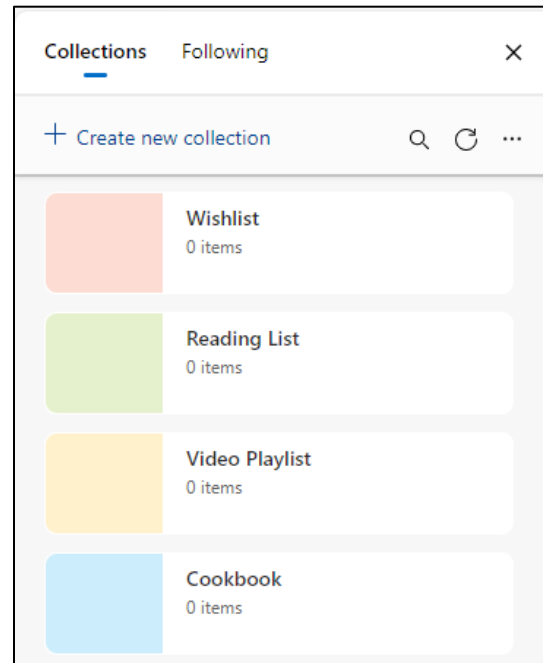 Collections Following
Create new collection
Wishlist
0 items
Reading List
0 items
Video Playlist
0 items
Cookbook
0 items